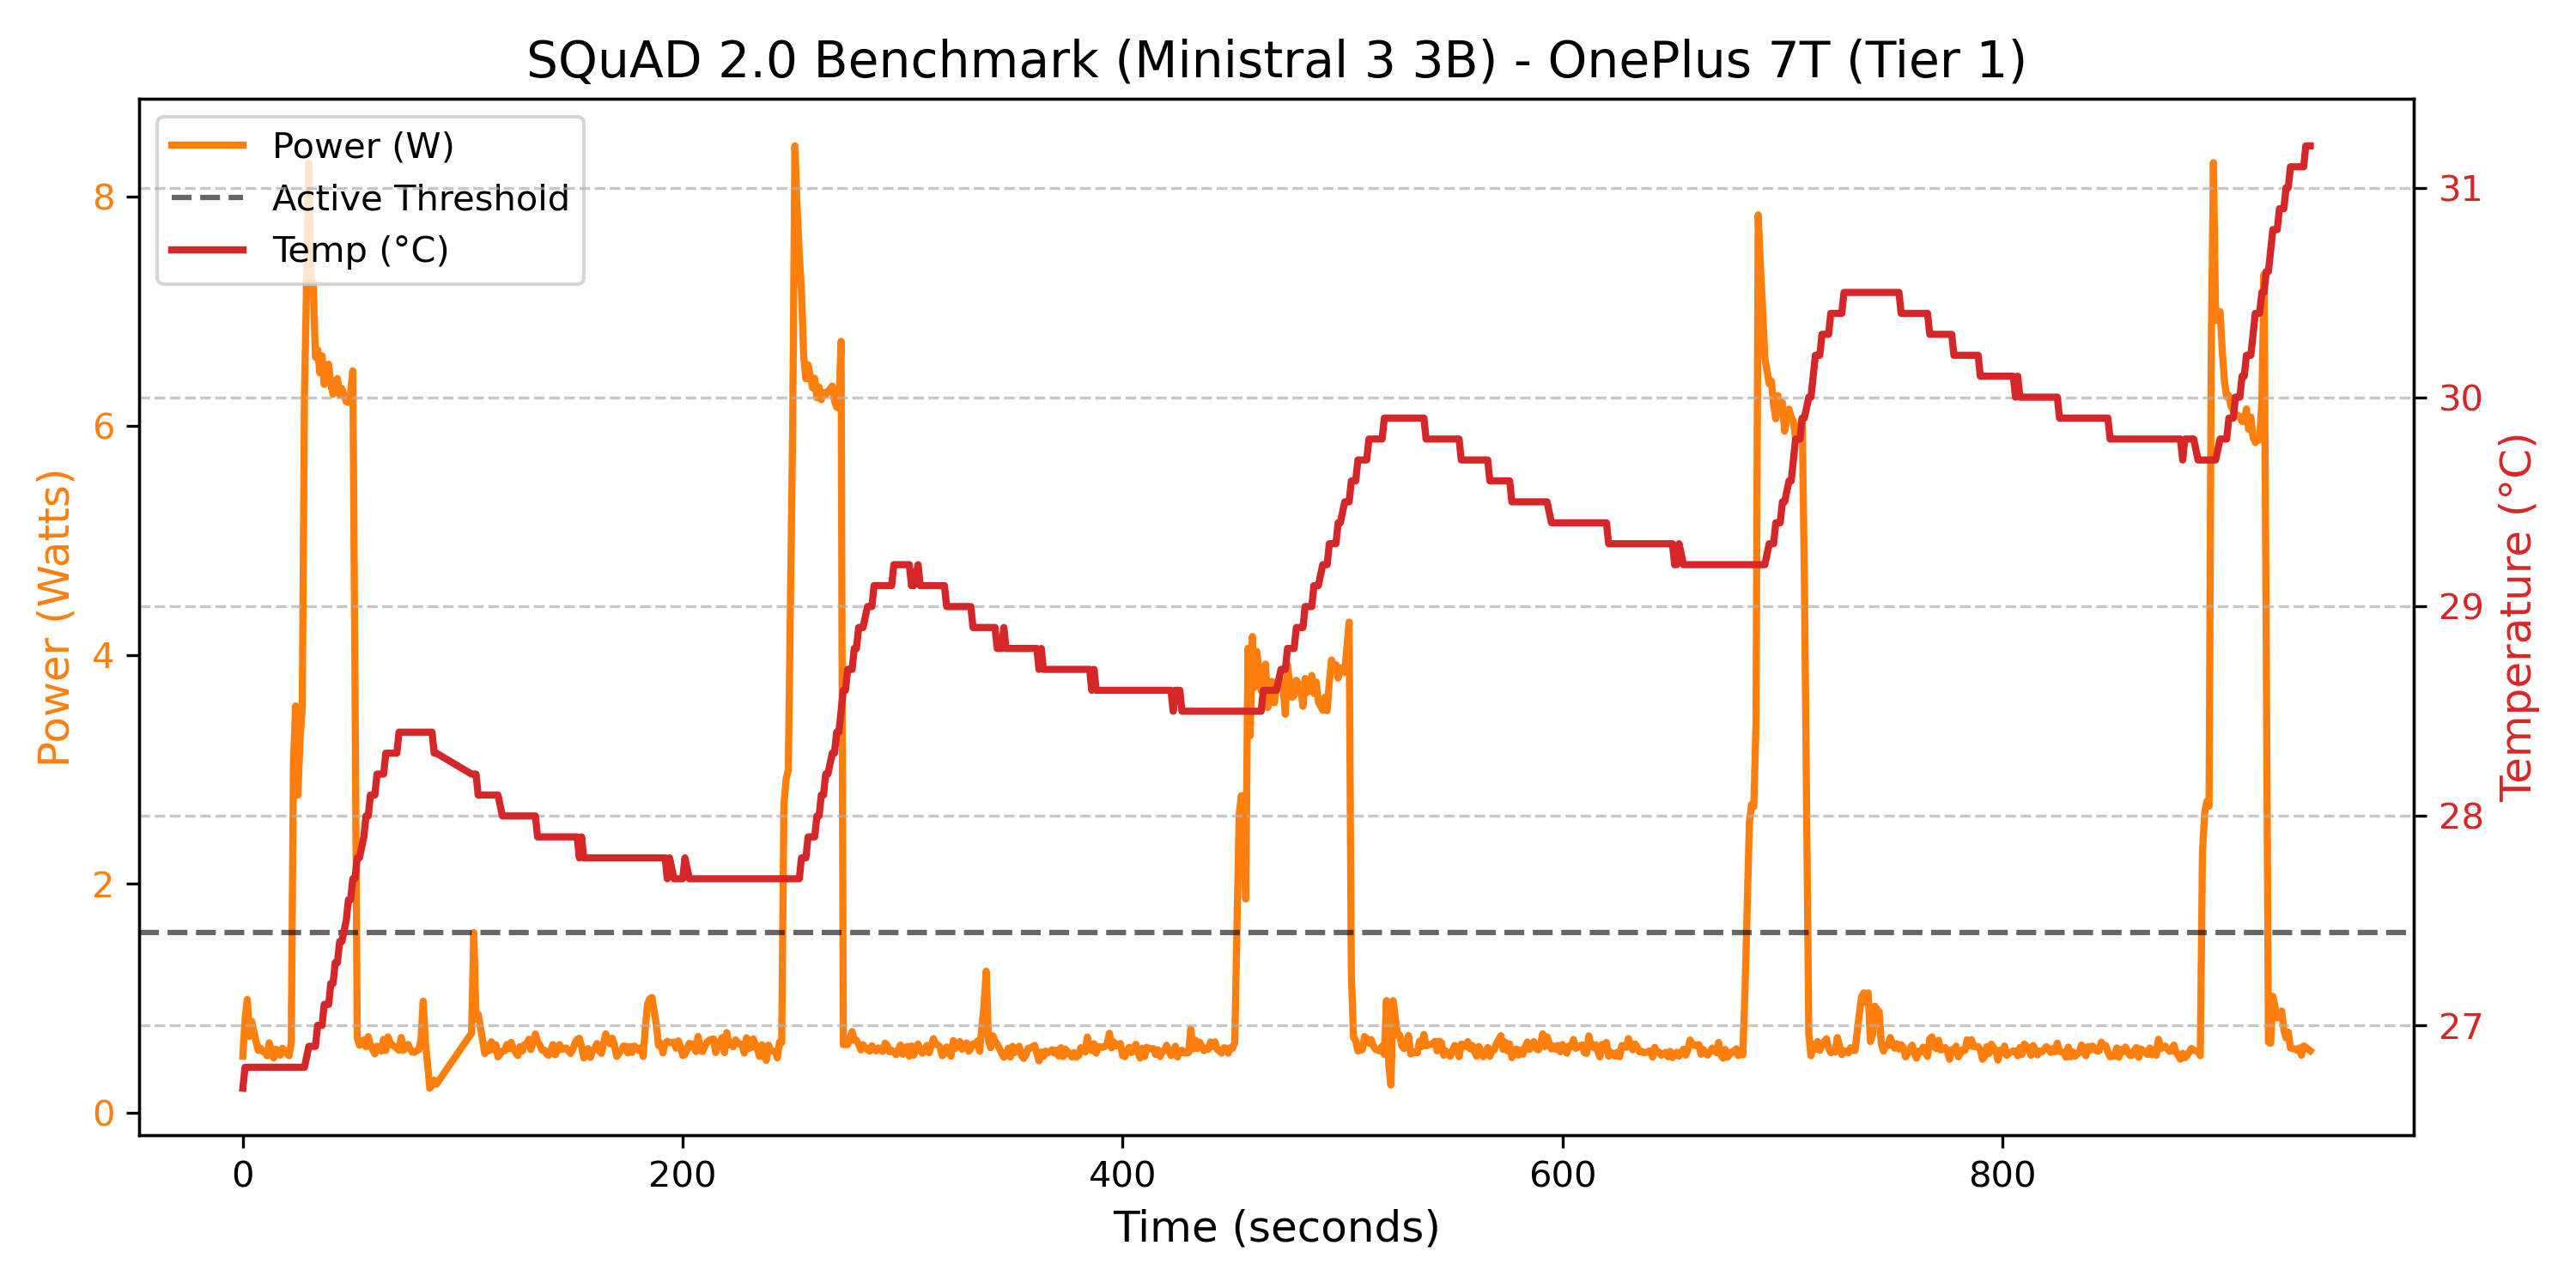 SQuAD 2.0 Benchmark (Ministral 3 3B) - OnePlus 7T (Tier 1)
Power (W)
Active Threshold
Temp (°C)
Power (Watts)
8
6
4
2
0
31
30
29
28
27
Temperature (°C)
0 200 400 600 800
Time (seconds)